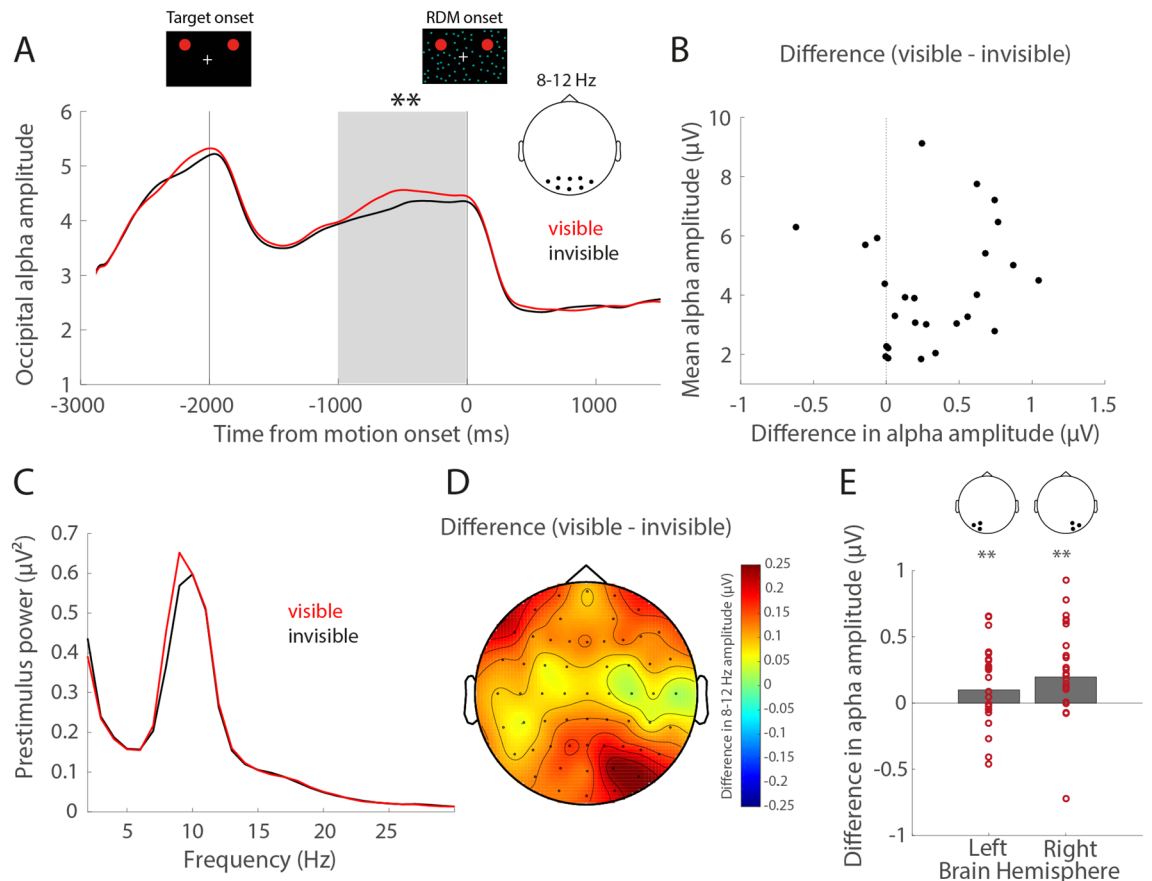 Target onset
RDM onset
A
8-12 Hz
**
Occipital alpha amplitude
6
5
4
3
2
1
visible
invisible
-3000
-2000
-1000
0
1000
Time from motion onset (ms)
B
Difference (visible - invisible)
Mean alpha amplitude (μV)
10
8
6
4
2
-1
-0.5
0
0.5
1
1.5
Difference in alpha amplitude (μV)
C
Prestimulus power (μV²)
0.7
0.6
0.5
0.4
0.3
0.2
0.1
0
visible
invisible
5
10
15
20
25
Frequency (Hz)
D
Difference (visible - invisible)
Difference in 8-12 Hz amplitude (μV)
0.25
0.2
0.15
0.1
0.05
0
-0.05
-0.1
-0.15
-0.2
-0.25
E
**
**
Difference in apha amplitude (μV)
1
0.5
0
-0.5
-1
Left
Right
Brain Hemisphere